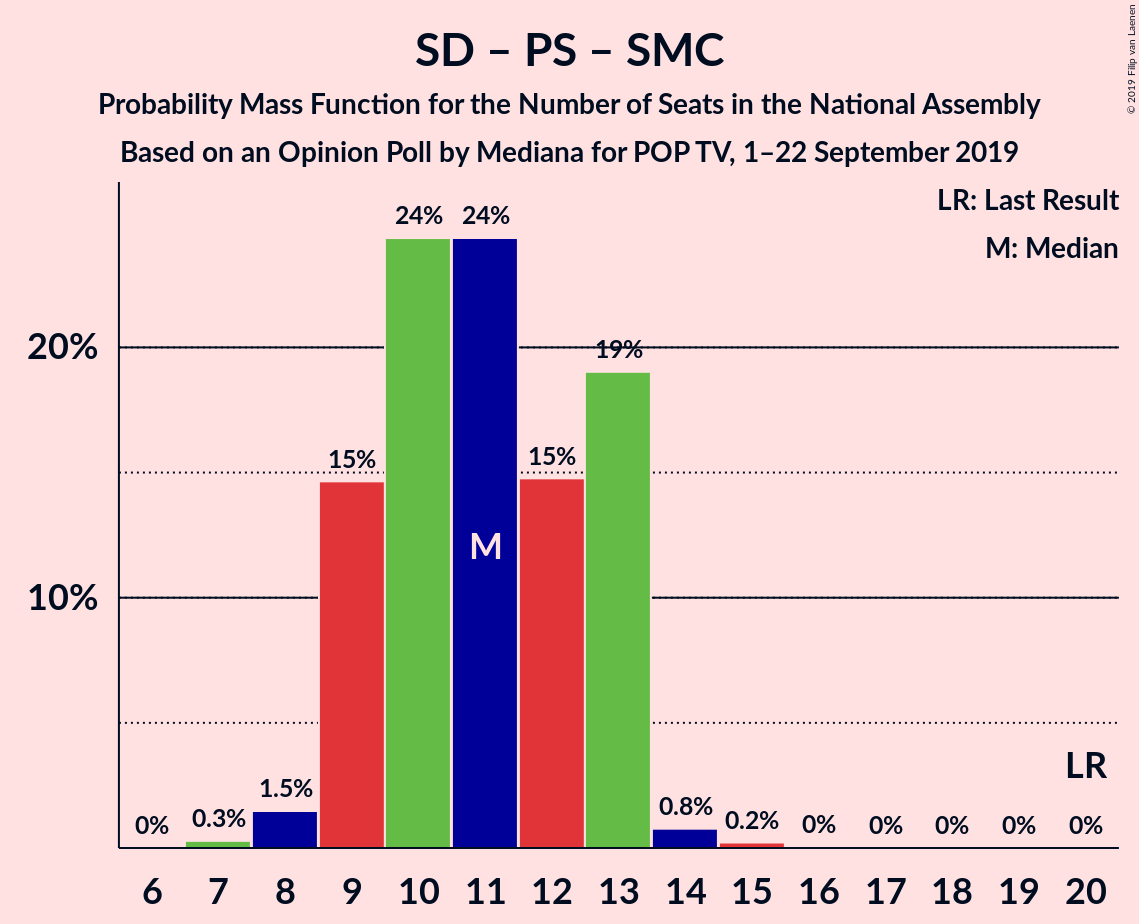 SD – PS – SMC
Probability Mass Function for the Number of Seats in the National Assembly
Based on an Opinion Poll by Mediana for POP TV, 1–22 September 2019
© 2019 Filip van Laenen
LR: Last Result
M: Median
24% 24%
20%
19%
15% 15%
M
10%
LR
1.5%
0% 0.3% 0.8% 0.2% 0% 0% 0% 0% 0%
6 7 8 9 10 11 12 13 14 15 16 17 18 19 20